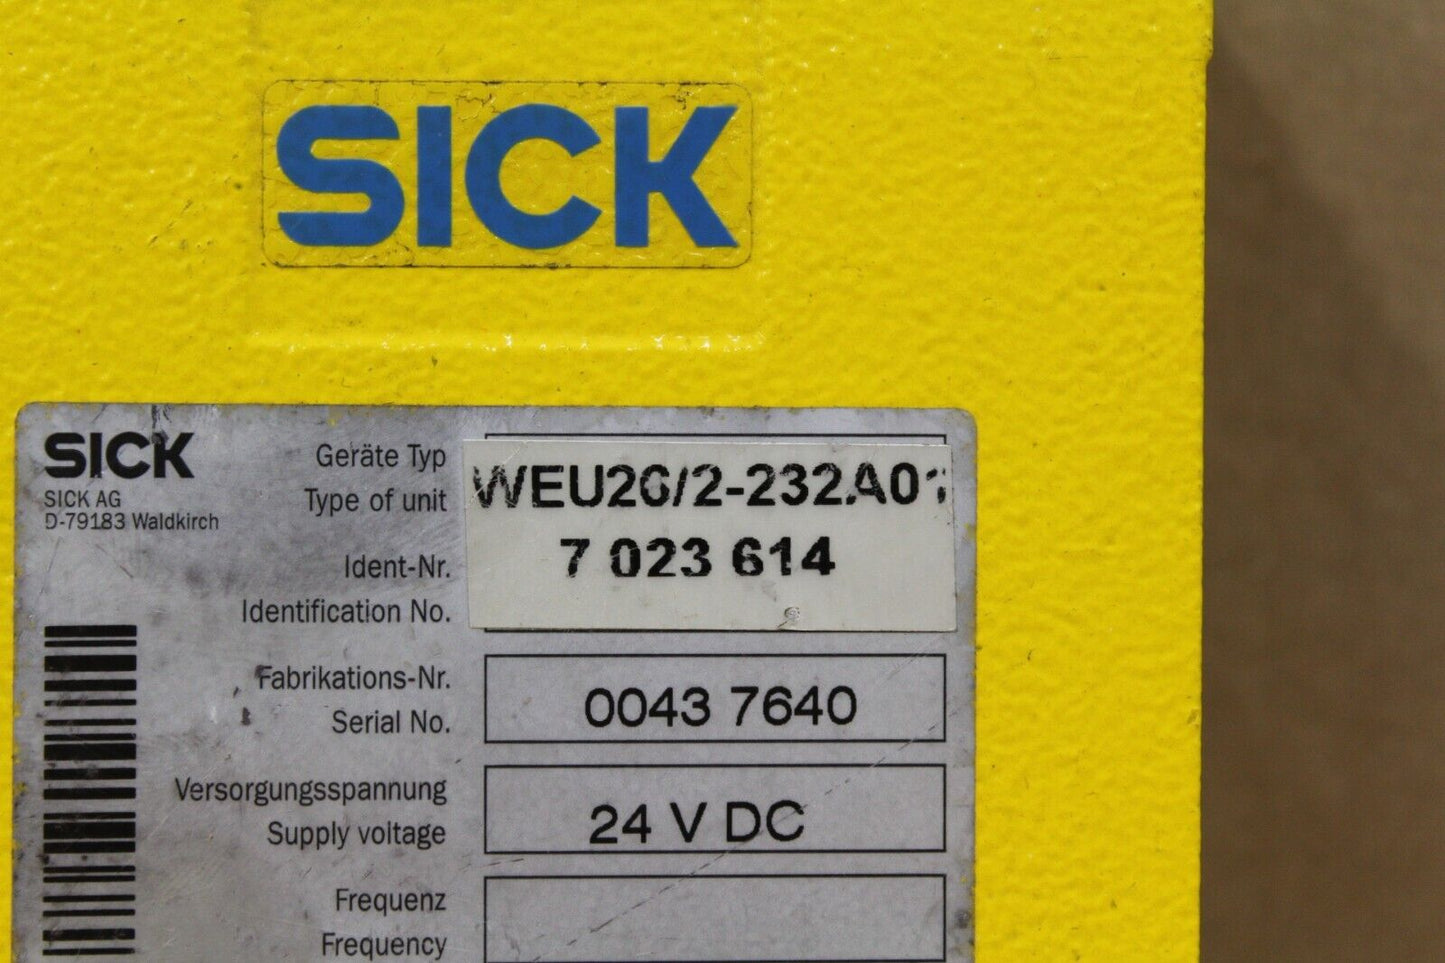 SICK
SICK
SICK AG
D-79183 Waldkirch
Geräte Typ
Type of unit
WEU26/2-232A01
Ident-Nr.
Identification No.
7 023 614
Fabrikations-Nr.
Serial No.
0043 7640
Versorgungsspannung
Supply voltage
24 V DC
Frequenz
Frequency